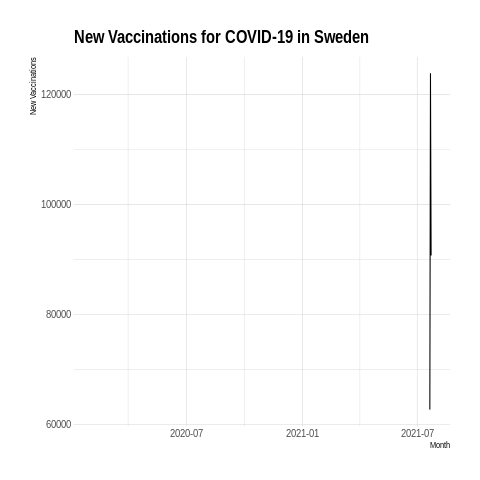 New Vaccinations for COVID-19 in Sweden
New Vaccinations
120000
100000
80000
60000
2020-07 2021-01 2021-07
Month